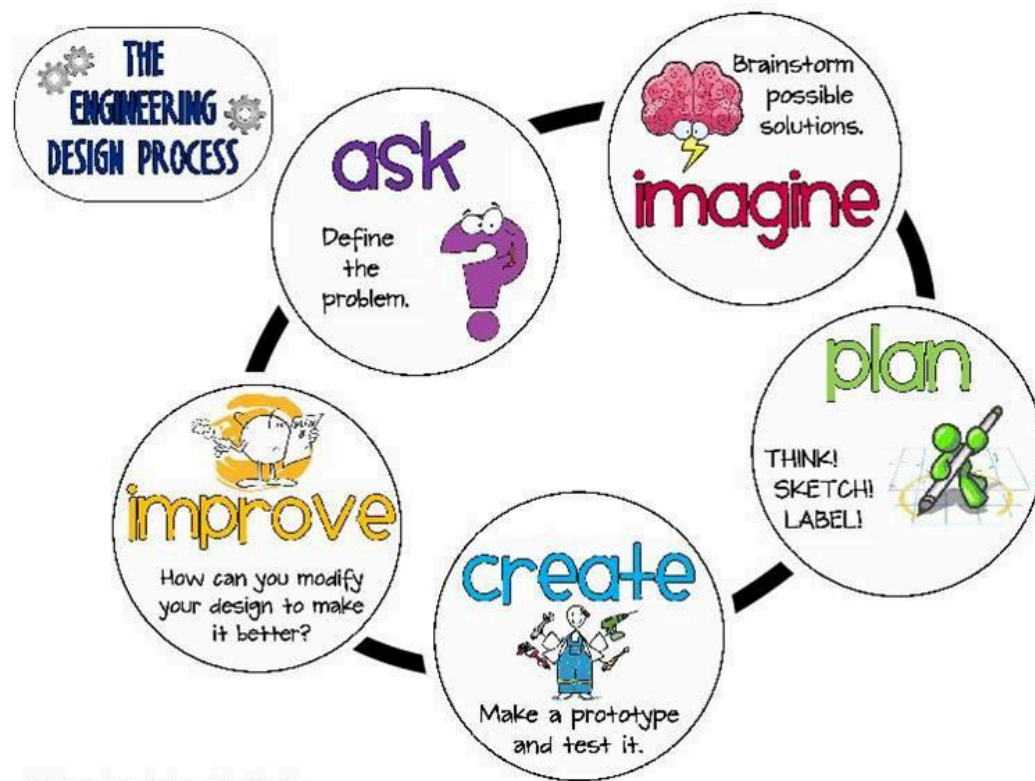 THE
ENGINEERING
DESIGN PROCESS
ask
Define
the
problem.
Brainstorm
possible
solutions.
imagine
plan
THINK!
SKETCH!
LABEL!
create
Make a prototype
and test it.
improve
How can you modify
your design to make
it better?